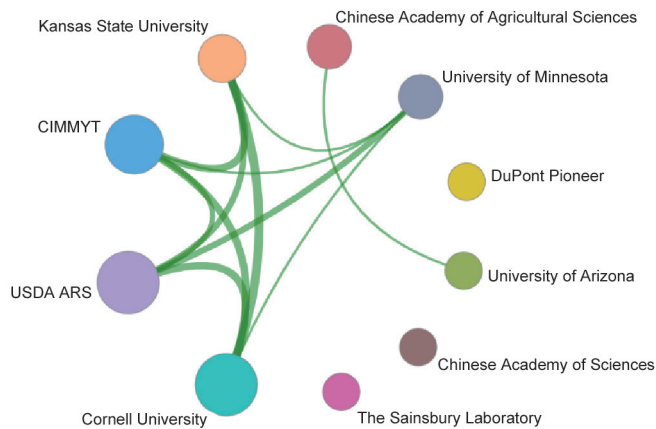 Chinese Academy of Agricultural Sciences
Kansas State University
University of Minnesota
CIMMYT
DuPont Pioneer
University of Arizona
USDA ARS
Chinese Academy of Sciences
Cornell University
The Sainsbury Laboratory